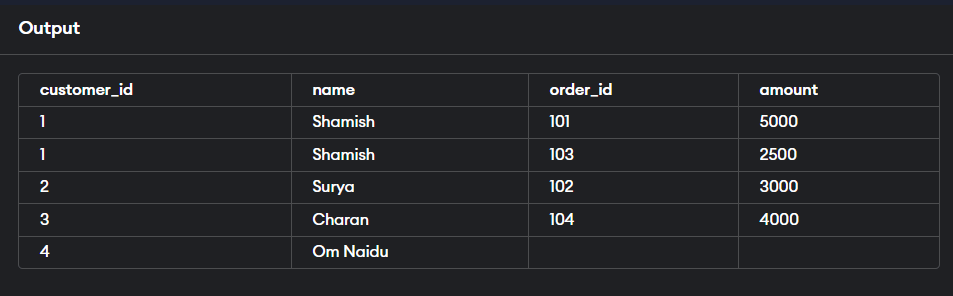 Output
customer_id name order_id amount
1 Shamish 101 5000
1 Shamish 103 2500
2 Surya 102 3000
3 Charan 104 4000
4 Om Naidu